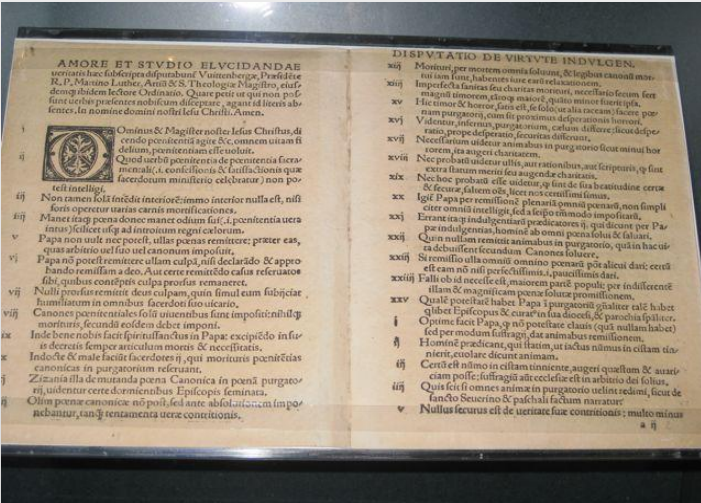 AMORE ET STVDIO ELVCIDANDAE
ueritatis hæc subscripta disputabunt Vuittenbergæ, Præsidẽte
R. P. Martino Luther, Artiũ & S. Theologiæ Magistro, eius-
demq; ibidem lectore Ordinario. Quare petit ut qui non pos-
sunt uerbis præsentes nobiscum disceptare, agant id literis ab-
sentes. In nomine domini nostri Iesu Christi. Amen.
i DOminus & Magister noster Iesus Christus, di
cendo pœnitentiã agite &c, omnem uitam fi
delium, pœnitentiam esse uoluit.
ij Quod uerbũ pœnitentia de pœnitentia sacra-
mentali (.i. confessionis & satisfactionis quæ
sacerdotum ministerio celebratur) non po-
test intelligi.
iij Non tamen solã intẽdit interiorẽ: immo interior nulla est, nisi
foris operetur uarias carnis mortificationes.
iiij Manet itaq; pœna donec manet odium sui (.i. pœnitentia uera
intus) scilicet usq; ad introitum regni cælorum.
v Papa non uult nec potest, ullas pœnas remittere: præter eas,
quas arbitrio uel suo uel canonum imposuit.
vj Papa nõ potest remittere ullam culpã, nisi declarãdo & appro
bando remissam a deo. Aut certe remittẽdo casus reseruatos
sibi, quibus contẽptis culpa prorsus remaneret.
Nulli prorsus remittit deus culpam, quin simul eum subijciat
humiliatum in omnibus sacerdoti suo uicario.
viij Canones pœnitentiales solũ uiuentibus sunt impositi: nihilq;
morituris, secundũ eosdem debet imponi.
ix Inde bene nobis facit spiritussanctus in Papa: excipiẽdo in su-
is decretis semper articulum mortis & necessitatis.
x Indocte & male faciũt sacerdotes ij, qui morituris pœnitẽtias
canonicas in purgatorium reseruant.
Zizania illa de mutanda pœna Canonica in pœnã purgato-
rij, uidentur certe dormientibus Episcopis seminata.
Olim pœnæ canonicæ nõ post, sed ante absolutionem impo-
nebantur, tanq; tentamenta ueræ contritionis.
DISPVTATIO DE VIRTVTE INDVLGEN.
xiij Morituri, per mortem omnia soluunt, & legibus canonũ mor-
tui iam sunt, habentes iure earũ relaxationem.
xiiij Imperfecta sanitas seu charitas morituri, necessario secum fert
magnũ timorem, tãtoq; maiorẽ, quãto minor fuerit ipsa.
xv Hic timor & horror, satis est, se solo (ut alia taceam) facere pœ-
nam purgatorij, cum sit proximus desperationis horrori.
xvj Videntur, infernus, purgatorium, cælum differre: sicut despe-
ratio, prope desperatio, securitas differunt.
xvij Necessarium uidetur animabus in purgatorio sicut minui hor
rorem, ita augeri charitatem.
xviij Nec probatũ uidetur ullis, aut rationibus, aut scripturis, q; sint
extra statum meriti seu augendæ charitatis.
xix Nec hoc probatũ esse uidetur, q; sint de sua beatitudine certæ
& securæ, saltem oẽs, licet nos certissimi simus.
xx Igit̃ Papa per remissionẽ plenariã omniũ pœnarũ, non simpli
citer omniũ intelligit, sed a seipso tm̃modo impositarũ.
xxj Errant itaq; indulgentiarũ prædicatores ij, qui dicunt per Pa-
pæ indulgentias, hominẽ ab omni pœna solui & saluari.
xxij Quin nullam remittit animabus in purgatorio, quã in hac ui-
ta debuissent secundum Canones soluere.
xxiij Si remissio ulla omniũ omnino pœnarũ põt alicui dari; certũ
est eam nõ nisi perfectissimis .i. paucissimis dari.
xxiiij Falli ob id necesse est, maiorem partẽ populi: per indifferentẽ
illam & magnificam pœnæ solutæ promissionem.
xxv Qualẽ potestatẽ habet Papa ĩ purgatoriũ gñaliter talẽ habet
q̃libet Episcopus & curat9 in sua diocesi, & parochia spãliter.
i Optime facit Papa, q; nõ potestate clauis (quã nullam habet)
sed per modum suffragij, dat animabus remissionem.
ij Hominẽ prædicant, qui statim, ut iactus nũmus in cistam tin-
nierit, euolare dicunt animam.
iij Certũ est nũmo in cistam tinniente, augeri quæstum & auari-
ciam posse: suffragiũ aũt ecclesiæ est in arbitrio dei solius.
iiij Quis scit si omnes animæ in purgatorio uelint redimi, sicut de
sancto Seuerino & paschali factum narratur.
v Nullus securus est de ueritate suæ contritionis: multo minus
a ij